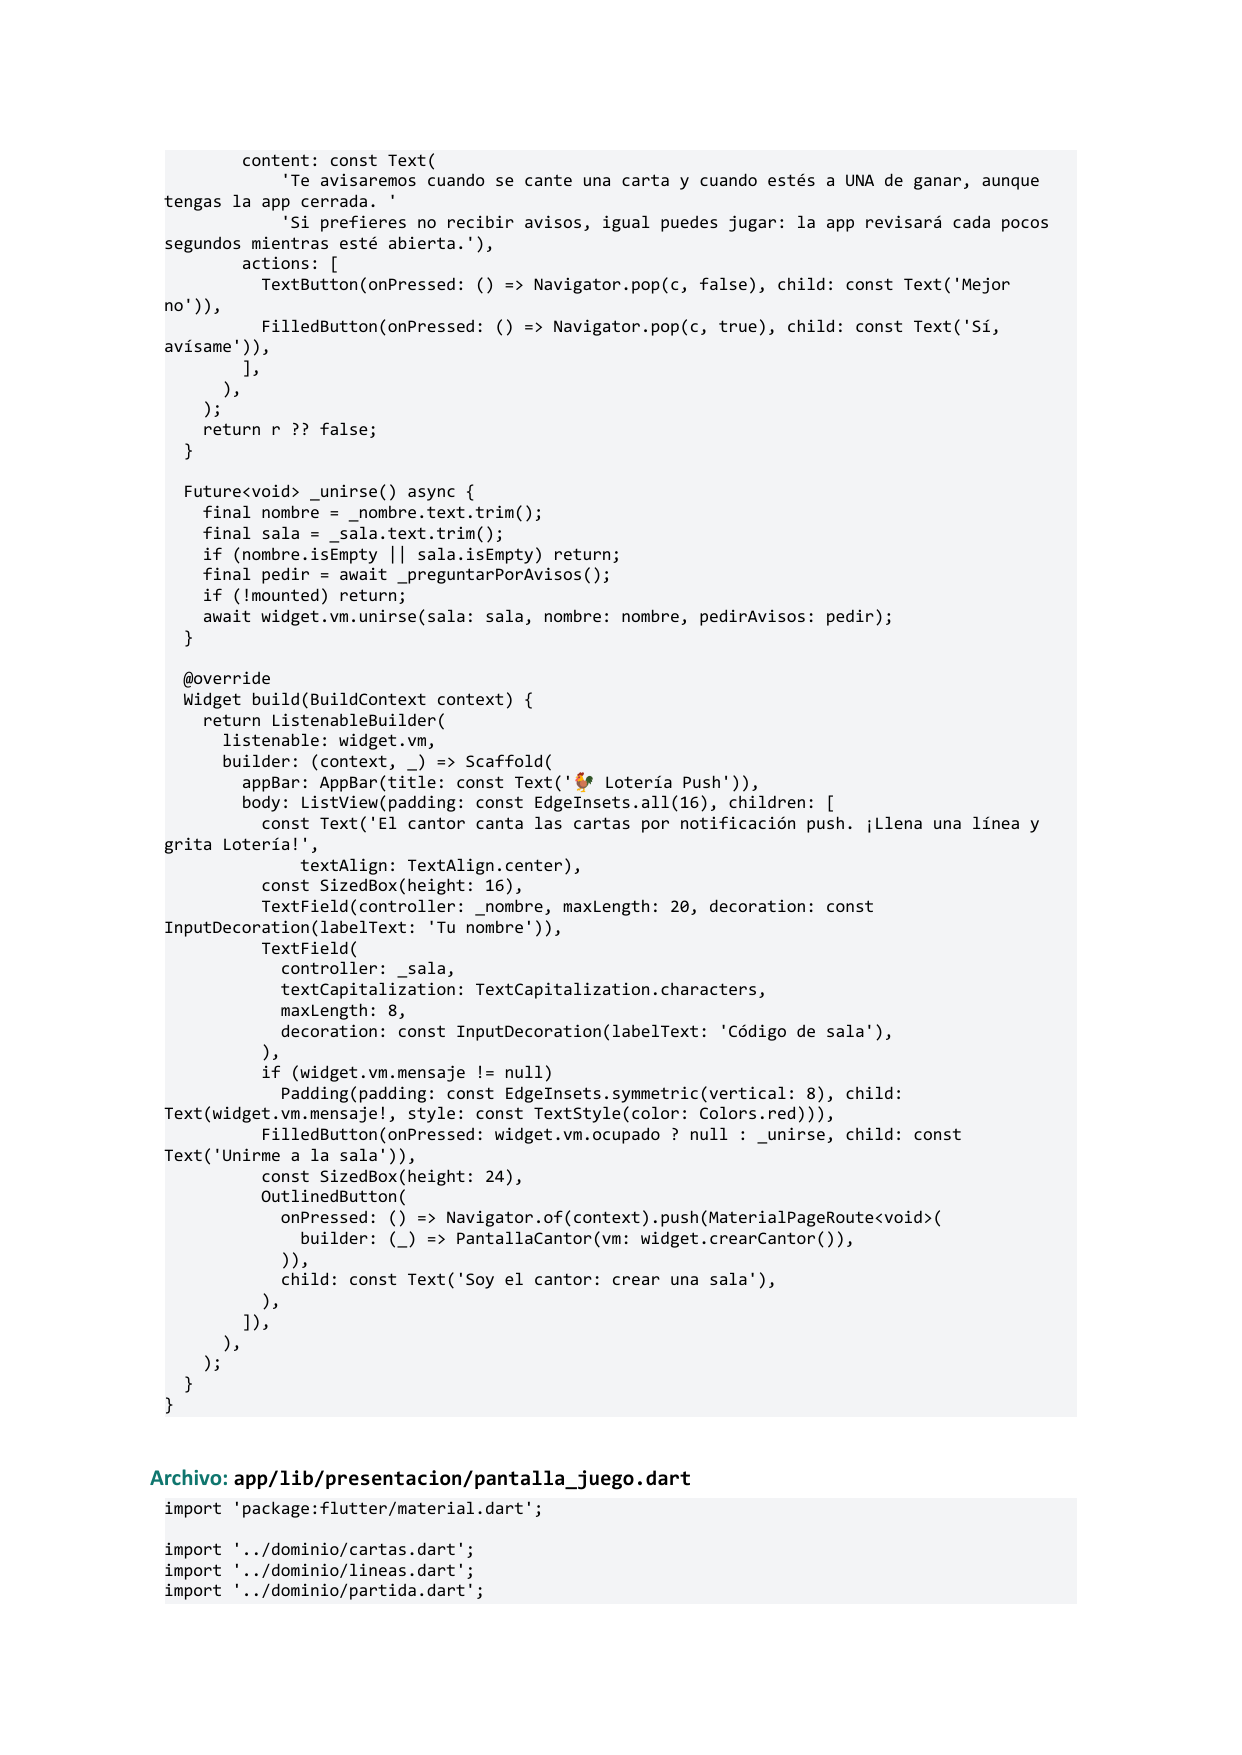 content: const Text(
            'Te avisaremos cuando se cante una carta y cuando estés a UNA de ganar, aunque
tengas la app cerrada. '
            'Si prefieres no recibir avisos, igual puedes jugar: la app revisará cada pocos
segundos mientras esté abierta.'),
        actions: [
          TextButton(onPressed: () => Navigator.pop(c, false), child: const Text('Mejor
no')),
          FilledButton(onPressed: () => Navigator.pop(c, true), child: const Text('Sí,
avísame')),
        ],
      ),
    );
    return r ?? false;
  }

  Future<void> _unirse() async {
    final nombre = _nombre.text.trim();
    final sala = _sala.text.trim();
    if (nombre.isEmpty || sala.isEmpty) return;
    final pedir = await _preguntarPorAvisos();
    if (!mounted) return;
    await widget.vm.unirse(sala: sala, nombre: nombre, pedirAvisos: pedir);
  }

  @override
  Widget build(BuildContext context) {
    return ListenableBuilder(
      listenable: widget.vm,
      builder: (context, _) => Scaffold(
        appBar: AppBar(title: const Text('🐓 Lotería Push')),
        body: ListView(padding: const EdgeInsets.all(16), children: [
          const Text('El cantor canta las cartas por notificación push. ¡Llena una línea y
grita Lotería!',
              textAlign: TextAlign.center),
          const SizedBox(height: 16),
          TextField(controller: _nombre, maxLength: 20, decoration: const
InputDecoration(labelText: 'Tu nombre')),
          TextField(
            controller: _sala,
            textCapitalization: TextCapitalization.characters,
            maxLength: 8,
            decoration: const InputDecoration(labelText: 'Código de sala'),
          ),
          if (widget.vm.mensaje != null)
            Padding(padding: const EdgeInsets.symmetric(vertical: 8), child:
Text(widget.vm.mensaje!, style: const TextStyle(color: Colors.red))),
          FilledButton(onPressed: widget.vm.ocupado ? null : _unirse, child: const
Text('Unirme a la sala')),
          const SizedBox(height: 24),
          OutlinedButton(
            onPressed: () => Navigator.of(context).push(MaterialPageRoute<void>(
              builder: (_) => PantallaCantor(vm: widget.crearCantor()),
            )),
            child: const Text('Soy el cantor: crear una sala'),
          ),
        ]),
      ),
    );
  }
}

Archivo: app/lib/presentacion/pantalla_juego.dart
import 'package:flutter/material.dart';

import '../dominio/cartas.dart';
import '../dominio/lineas.dart';
import '../dominio/partida.dart';